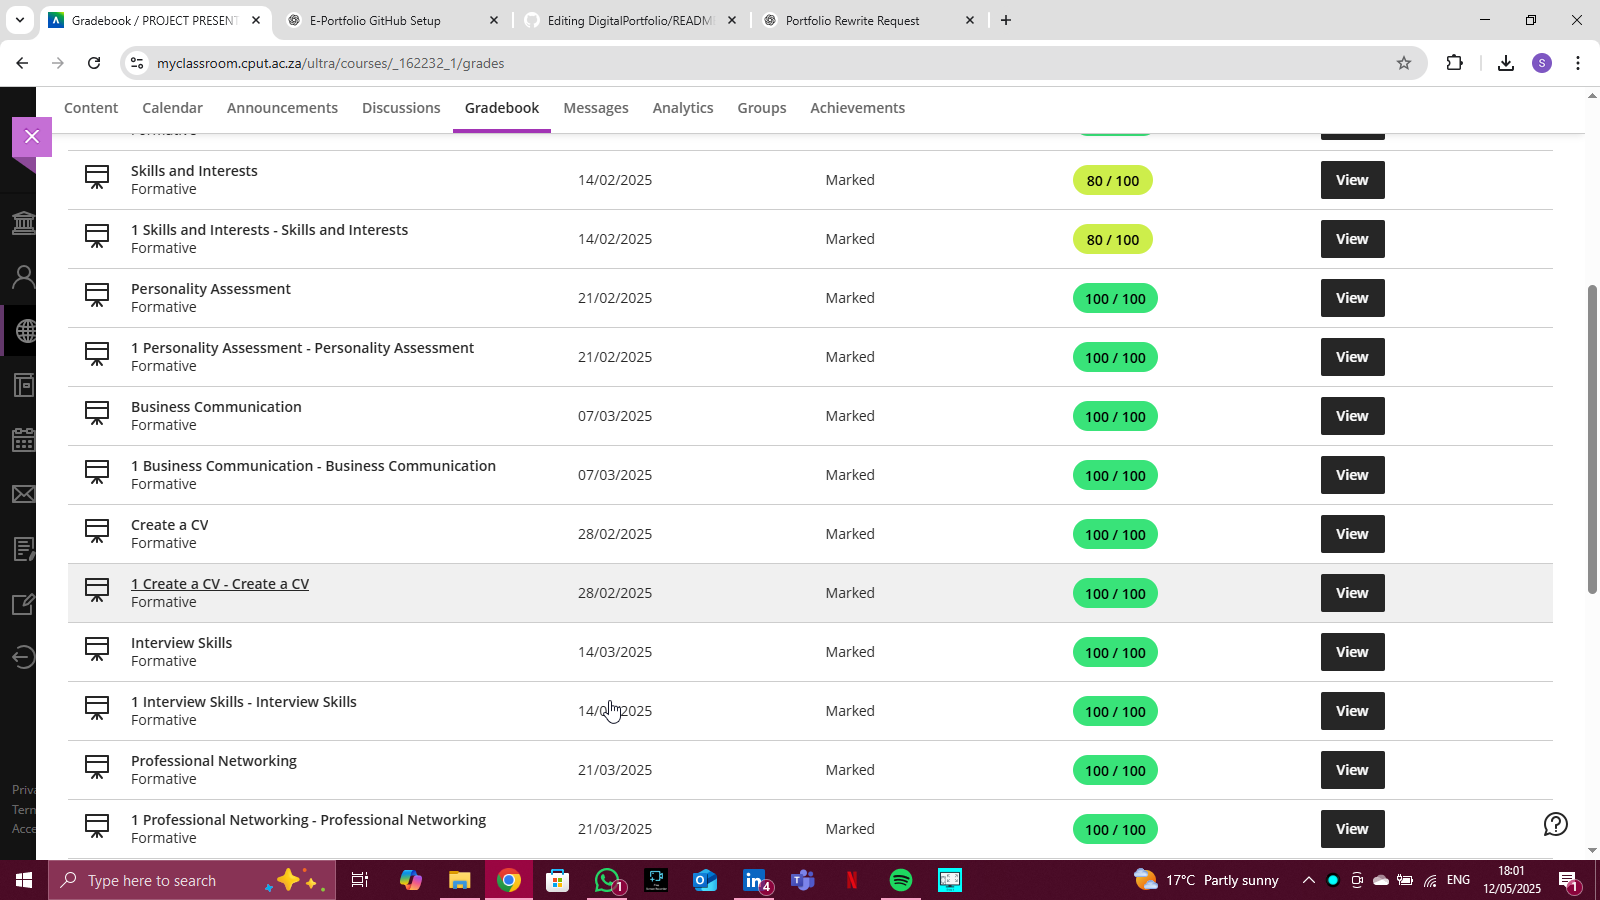 Gradebook / PROJECT PRESENT
E-Portfolio GitHub Setup
Editing DigitalPortfolio/READM
Portfolio Rewrite Request
myclassroom.cput.ac.za/ultra/courses/_162232_1/grades
S
Content Calendar Announcements Discussions Gradebook Messages Analytics Groups Achievements
Skills and Interests
Formative
14/02/2025 Marked 80 / 100 View
1 Skills and Interests - Skills and Interests
Formative
14/02/2025 Marked 80 / 100 View
Personality Assessment
Formative
21/02/2025 Marked 100 / 100 View
1 Personality Assessment - Personality Assessment
Formative
21/02/2025 Marked 100 / 100 View
Business Communication
Formative
07/03/2025 Marked 100 / 100 View
1 Business Communication - Business Communication
Formative
07/03/2025 Marked 100 / 100 View
Create a CV
Formative
28/02/2025 Marked 100 / 100 View
1 Create a CV - Create a CV
Formative
28/02/2025 Marked 100 / 100 View
Interview Skills
Formative
14/03/2025 Marked 100 / 100 View
1 Interview Skills - Interview Skills
Formative
Marked 100 / 100 View
Professional Networking
Formative
21/03/2025 Marked 100 / 100 View
1 Professional Networking - Professional Networking
Formative
21/03/2025 Marked 100 / 100 View
Priva
Term
Acce
Type here to search
1
4
17°C Partly sunny
ENG
18:01
12/05/2025
1